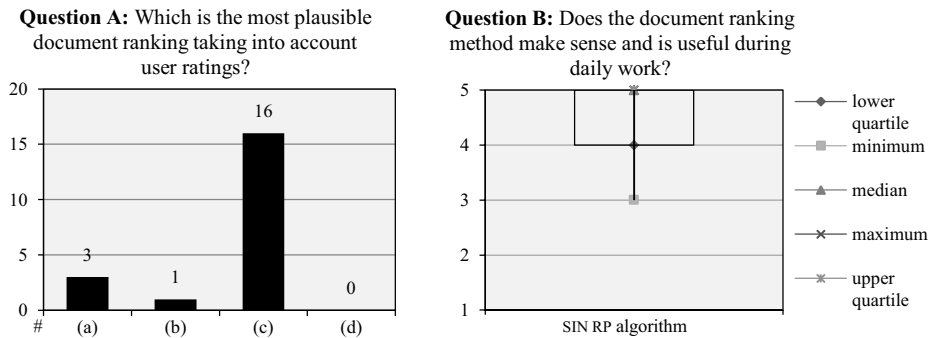 Question A: Which is the most plausible
document ranking taking into account
user ratings?
20
15
10
5
0
3
1
16
0
#
(a)
(b)
(c)
(d)
Question B: Does the document ranking
method make sense and is useful during
daily work?
5
4
3
2
1
SIN RP algorithm
lower
quartile
minimum
median
maximum
upper
quartile